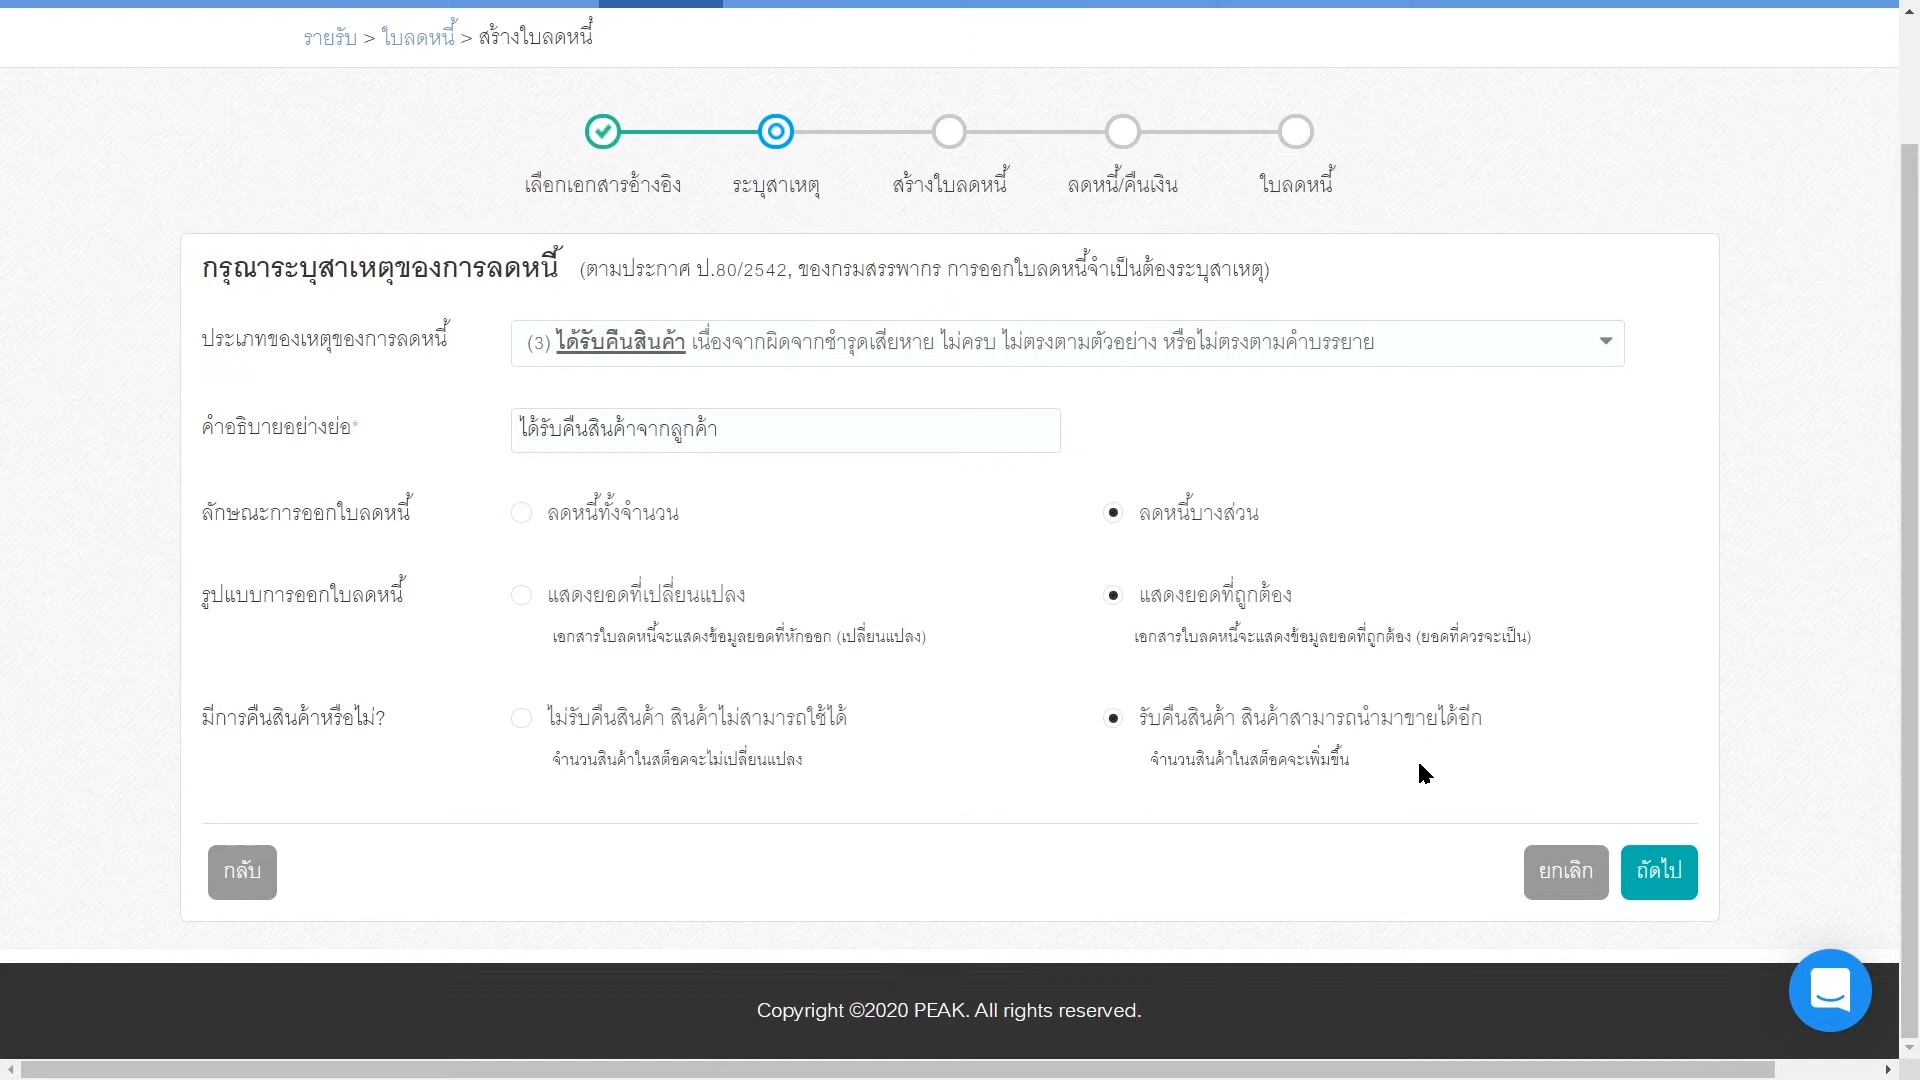 รายรับ > ใบลดหนี้ > สร้างใบลดหนี้
เลือกเอกสารอ้างอิง
ระบุสาเหตุ
สร้างใบลดหนี้
ลดหนี้/คืนเงิน
ใบลดหนี้
กรุณาระบุสาเหตุของการลดหนี้ (ตามประกาศ ป.80/2542, ของกรมสรรพากร การออกใบลดหนี้จำเป็นต้องระบุสาเหตุ)
ประเภทของเหตุของการลดหนี้
(3) ได้รับคืนสินค้า เนื่องจากผิดจากชำรุดเสียหาย ไม่ครบ ไม่ตรงตามตัวอย่าง หรือไม่ตรงตามคำบรรยาย
คำอธิบายอย่างย่อ*
ได้รับคืนสินค้าจากลูกค้า
ลักษณะการออกใบลดหนี้
ลดหนี้ทั้งจำนวน
ลดหนี้บางส่วน
รูปแบบการออกใบลดหนี้
แสดงยอดที่เปลี่ยนแปลง
แสดงยอดที่ถูกต้อง
เอกสารใบลดหนี้จะแสดงข้อมูลยอดที่หักออก (เปลี่ยนแปลง)
เอกสารใบลดหนี้จะแสดงข้อมูลยอดที่ถูกต้อง (ยอดที่ควรจะเป็น)
มีการคืนสินค้าหรือไม่?
ไม่รับคืนสินค้า สินค้าไม่สามารถใช้ได้
รับคืนสินค้า สินค้าสามารถนำมาขายได้อีก
จำนวนสินค้าในสต็อคจะไม่เปลี่ยนแปลง
จำนวนสินค้าในสต็อคจะเพิ่มขึ้น
กลับ
ยกเลิก
ถัดไป
Copyright ©2020 PEAK. All rights reserved.